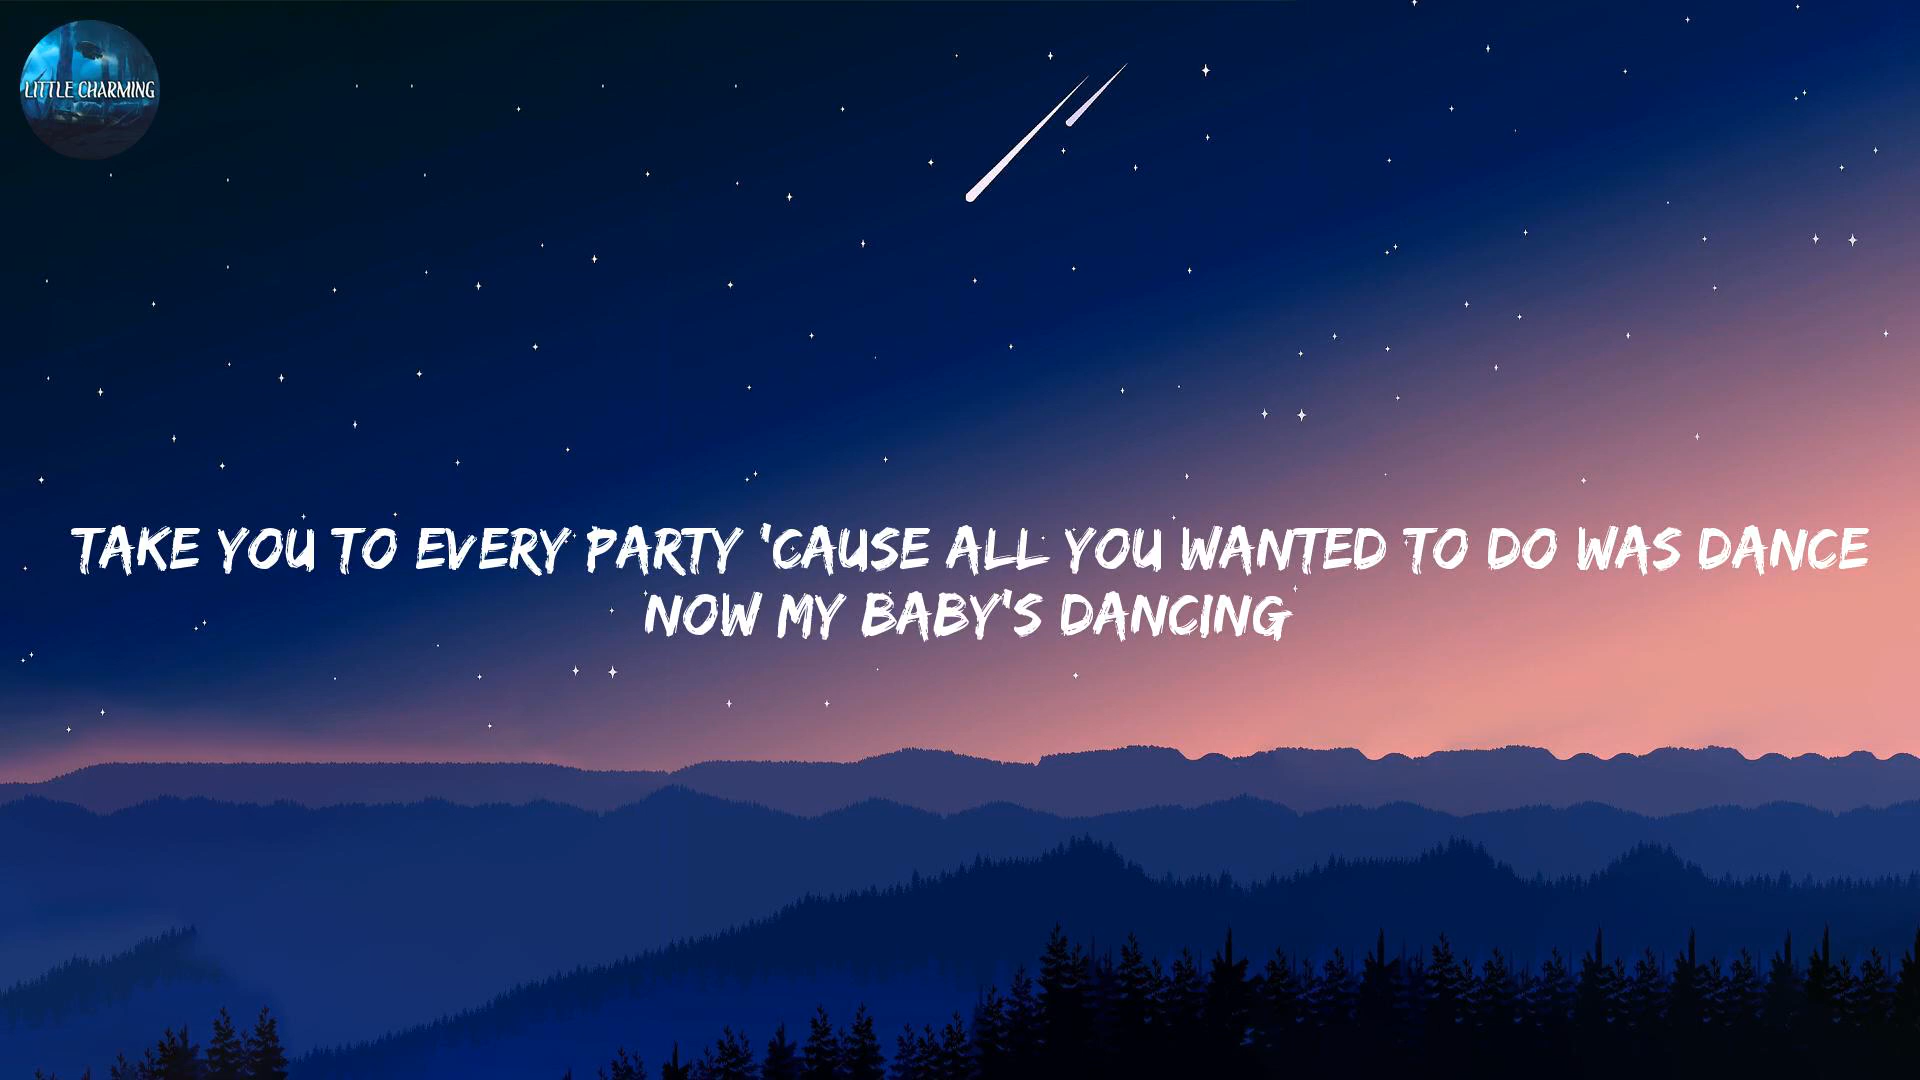 LITTLE CHARMING
TAKE YOU TO EVERY PARTY 'CAUSE ALL YOU WANTED TO DO WAS DANCE
NOW MY BABY'S DANCING